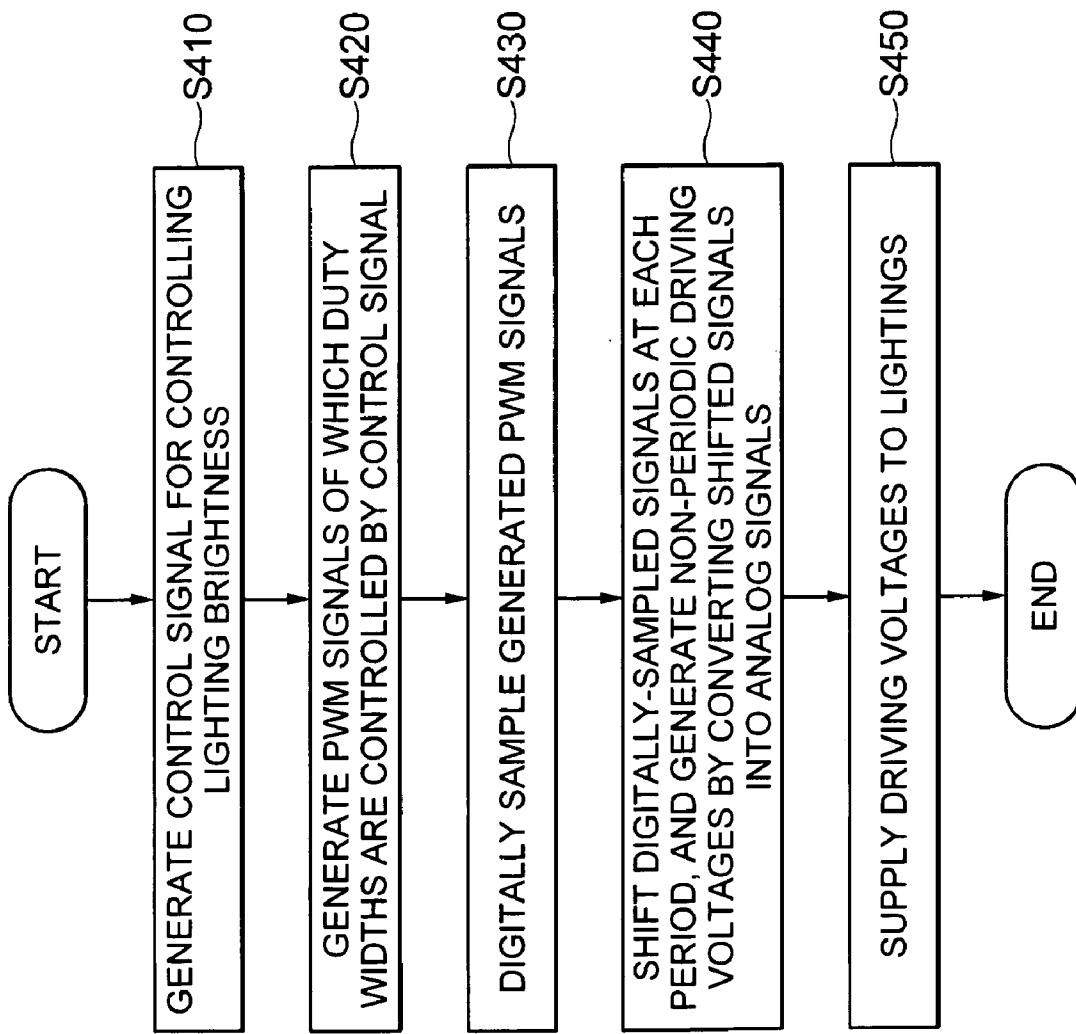 START
GENERATE CONTROL SIGNAL FOR CONTROLLING
LIGHTING BRIGHTNESS
S410
GENERATE PWM SIGNALS OF WHICH DUTY
WIDTHS ARE CONTROLLED BY CONTROL SIGNAL
S420
DIGITALLY SAMPLE GENERATED PWM SIGNALS
S430
SHIFT DIGITALLY-SAMPLED SIGNALS AT EACH
PERIOD, AND GENERATE NON-PERIODIC DRIVING
VOLTAGES BY CONVERTING SHIFTED SIGNALS
INTO ANALOG SIGNALS
S440
SUPPLY DRIVING VOLTAGES TO LIGHTINGS
S450
END